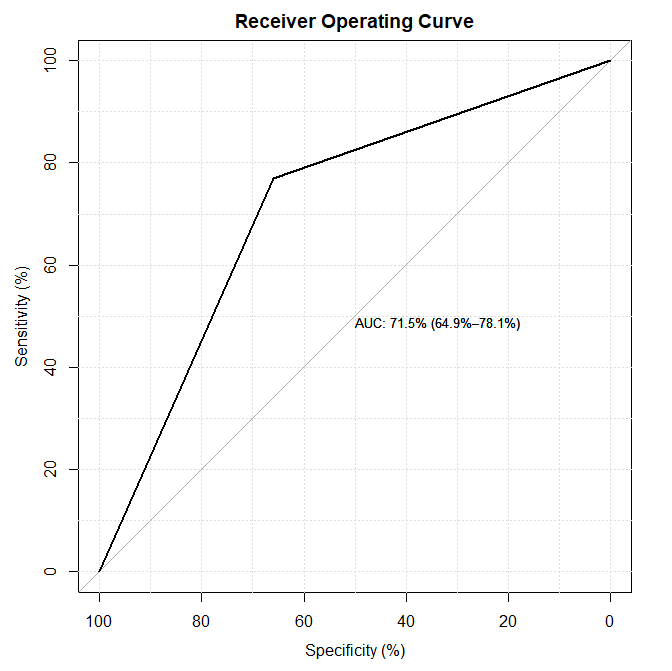 Receiver Operating Curve
100
80
60
40
20
0
Sensitivity (%)
AUC: 71.5% (64.9%–78.1%)
100 80 60 40 20 0
Specificity (%)